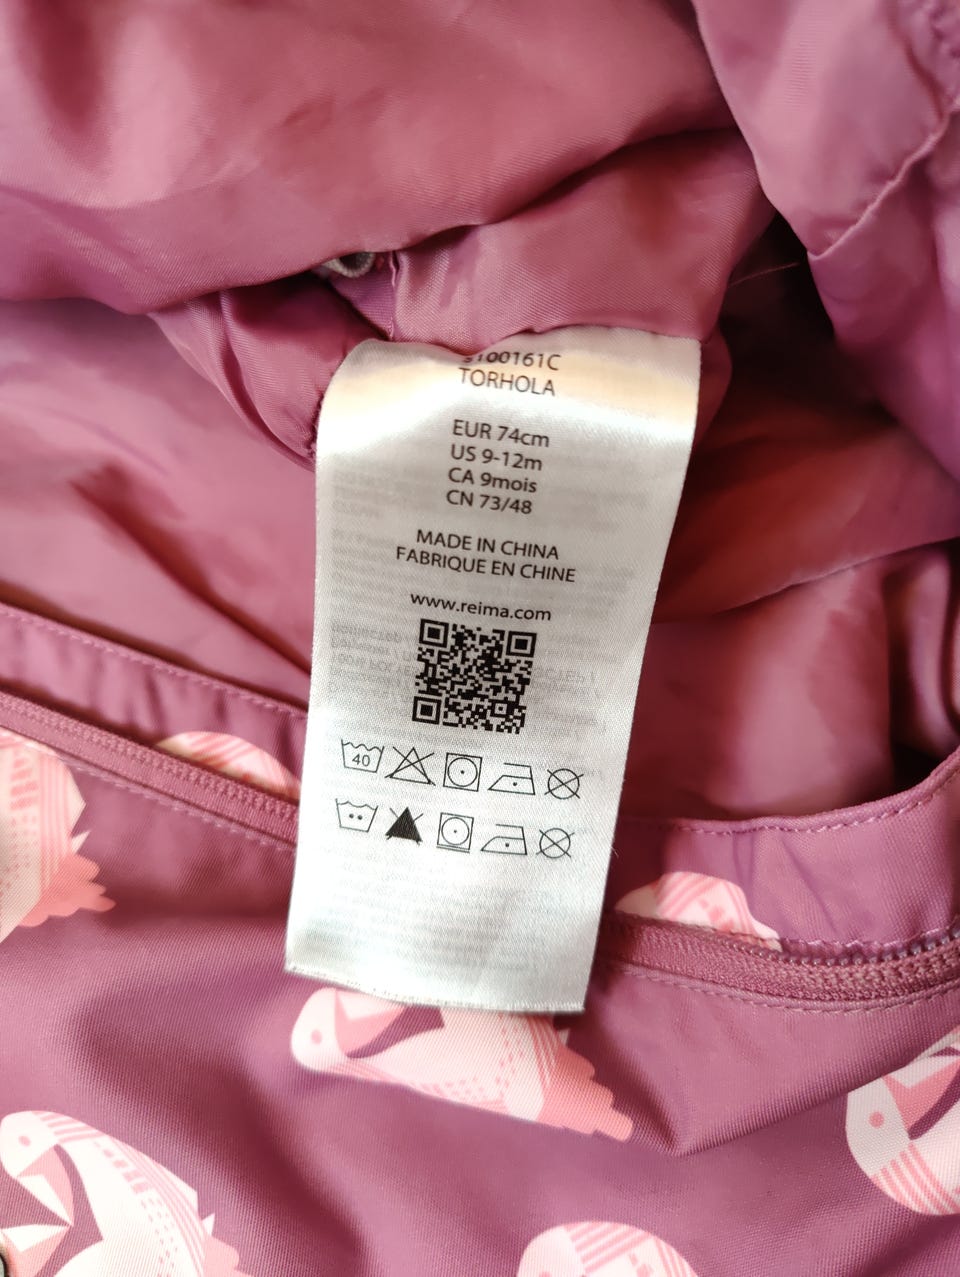 TORHOLA
EUR 74cm
US 9-12m
CA 9mois
CN 73/48
MADE IN CHINA
FABRIQUE EN CHINE
www.reima.com
40